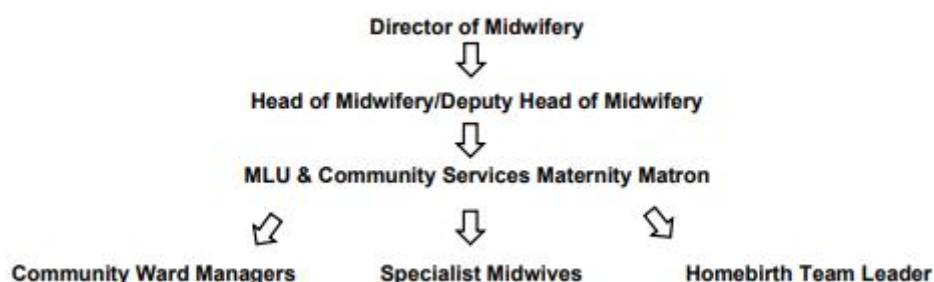 Director of Midwifery
Head of Midwifery/Deputy Head of Midwifery
MLU & Community Services Maternity Matron
Community Ward Managers
Specialist Midwives
Homebirth Team Leader